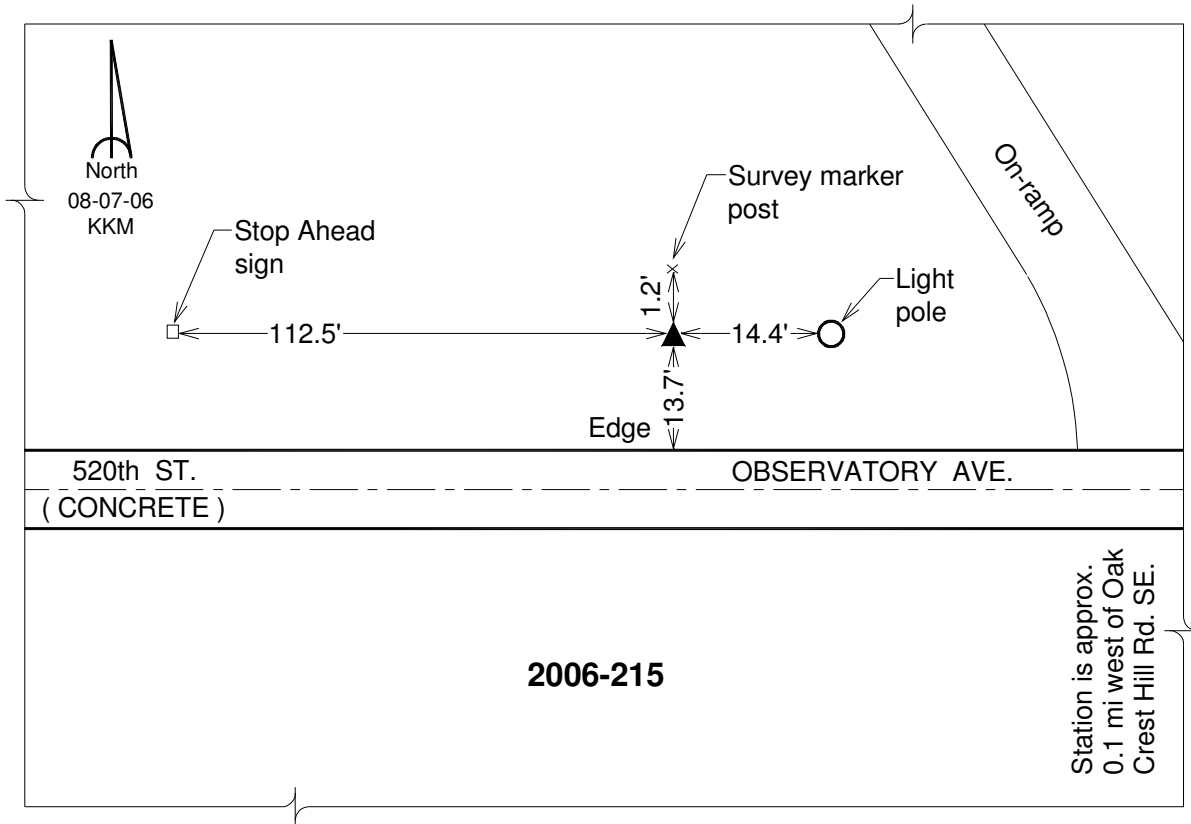 North
08-07-06
KKM
Stop Ahead
sign
Survey marker
post
On-ramp
Light
pole
1.2'
112.5'
14.4'
13.7'
Edge
520th ST.
OBSERVATORY AVE.
( CONCRETE )
2006-215
Station is approx.
0.1 mi west of Oak
Crest Hill Rd. SE.